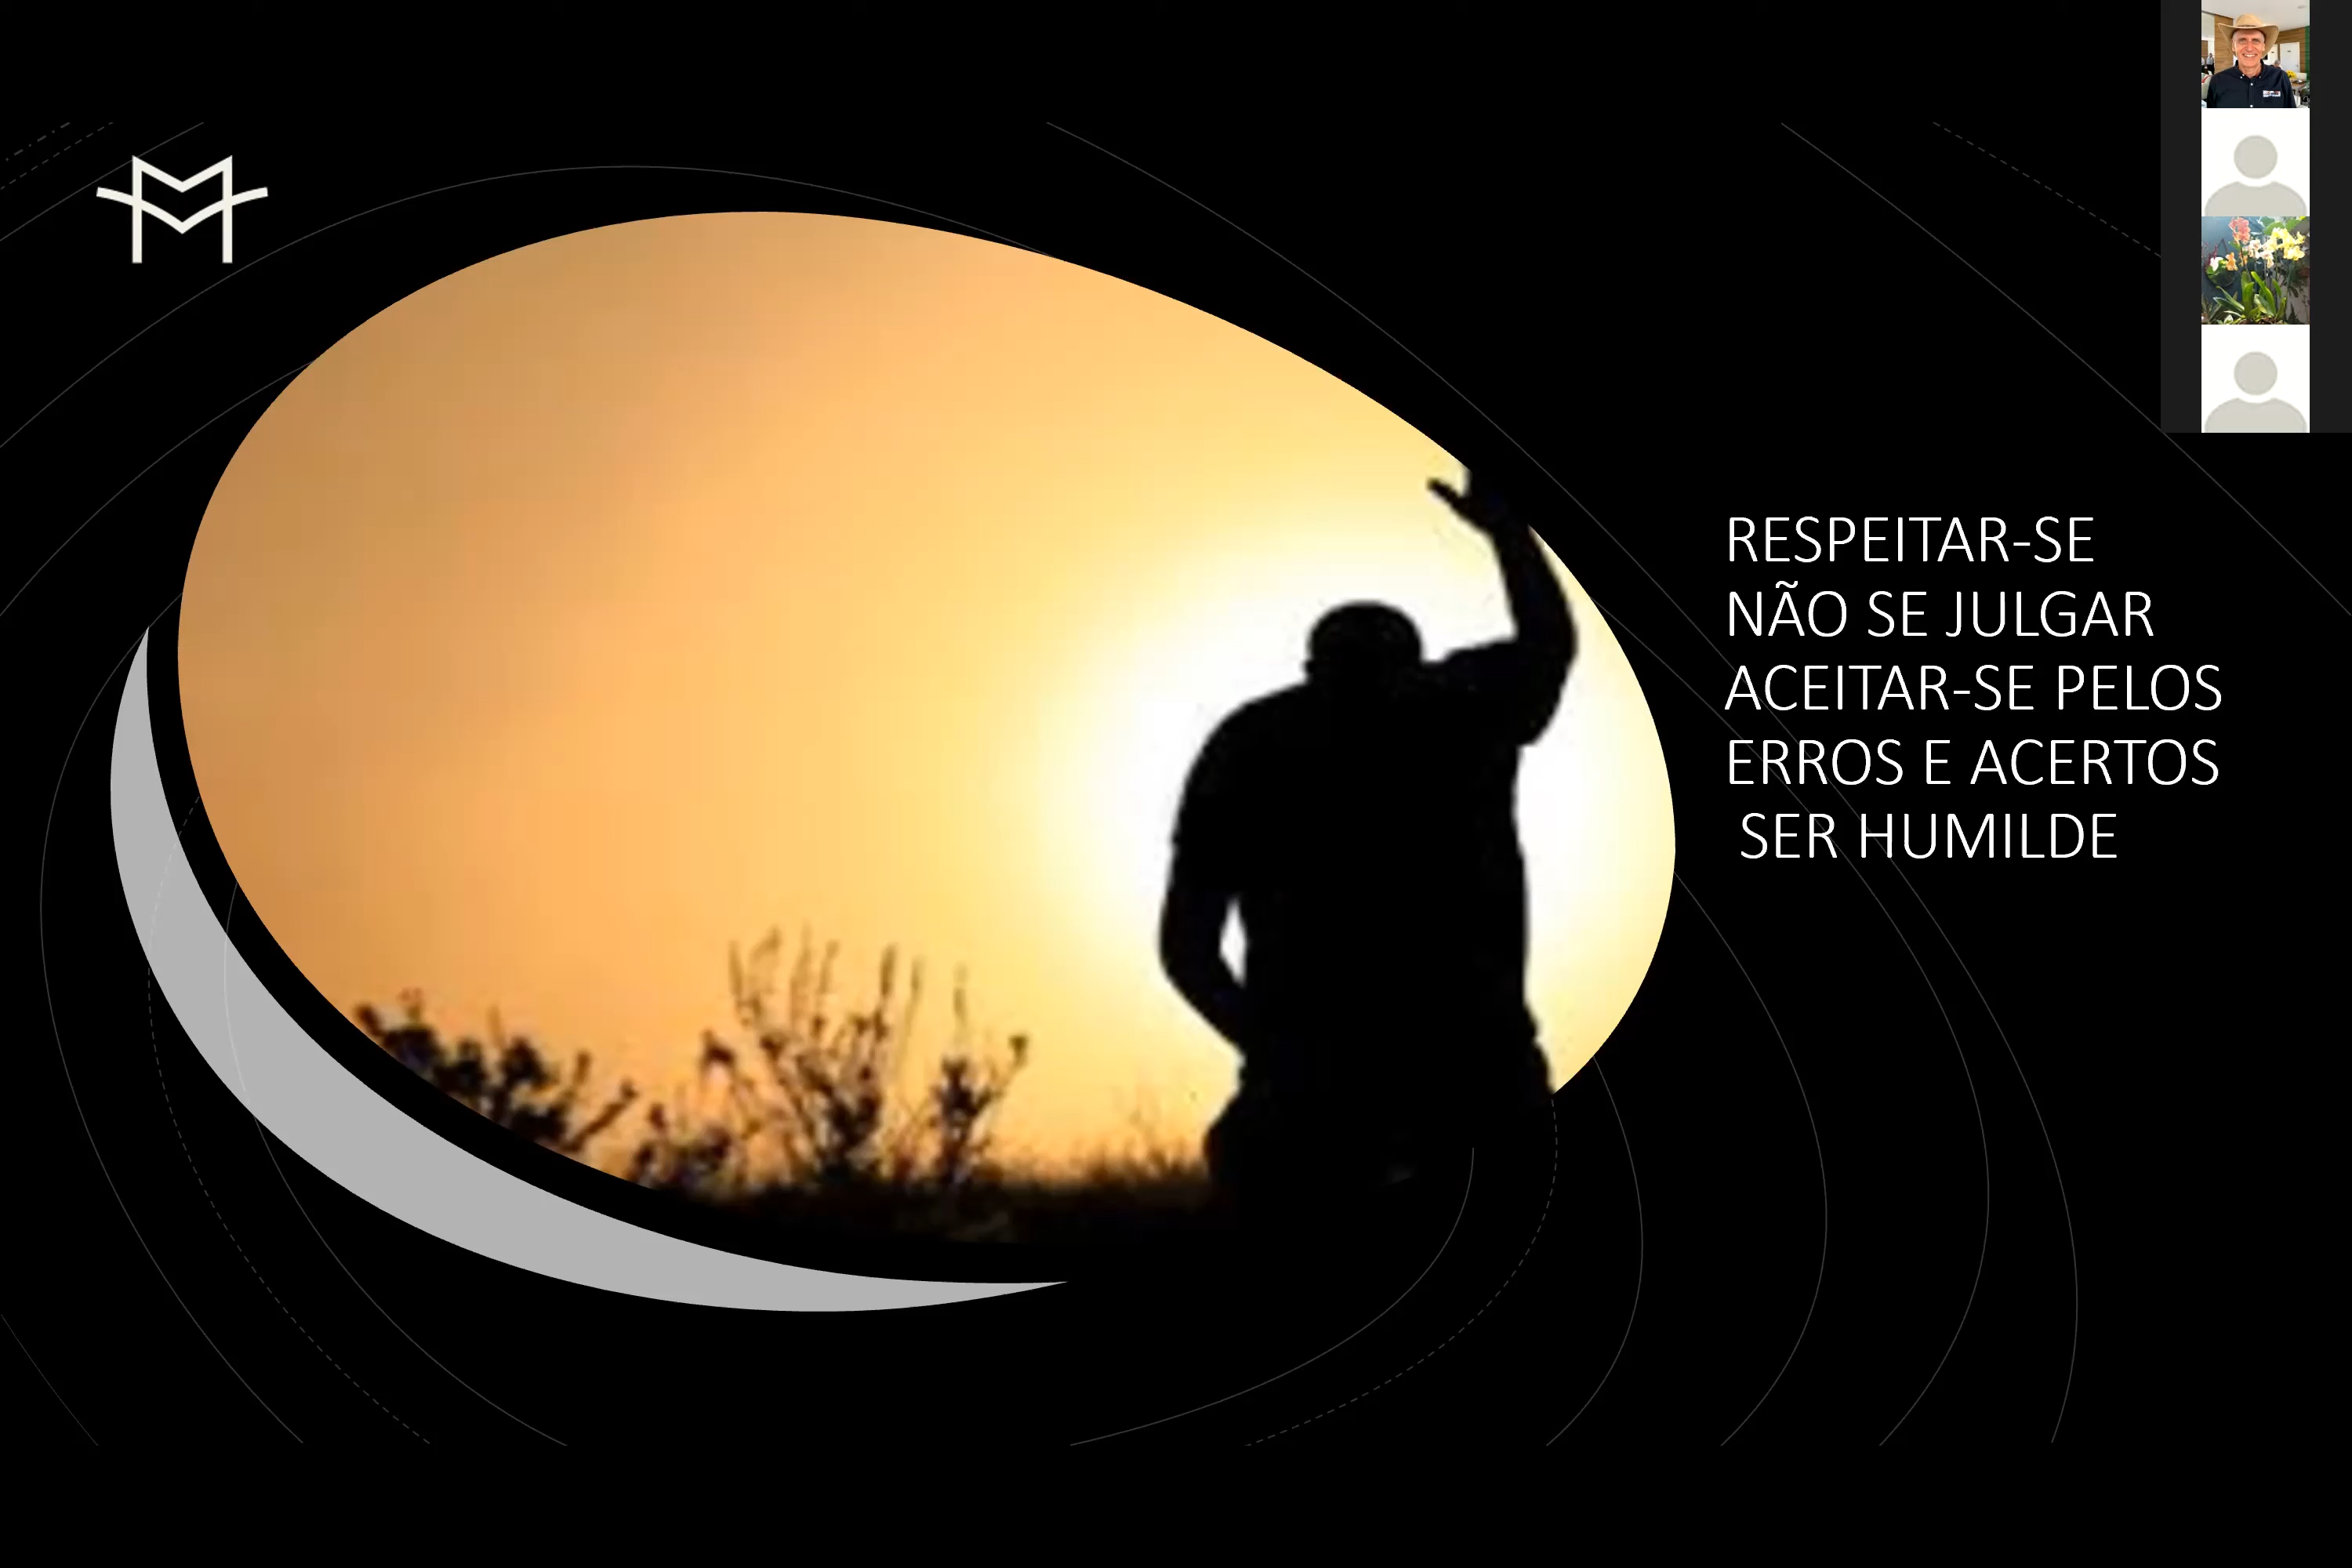 RESPEITAR-SE
NÃO SE JULGAR
ACEITAR-SE PELOS
ERROS E ACERTOS
SER HUMILDE